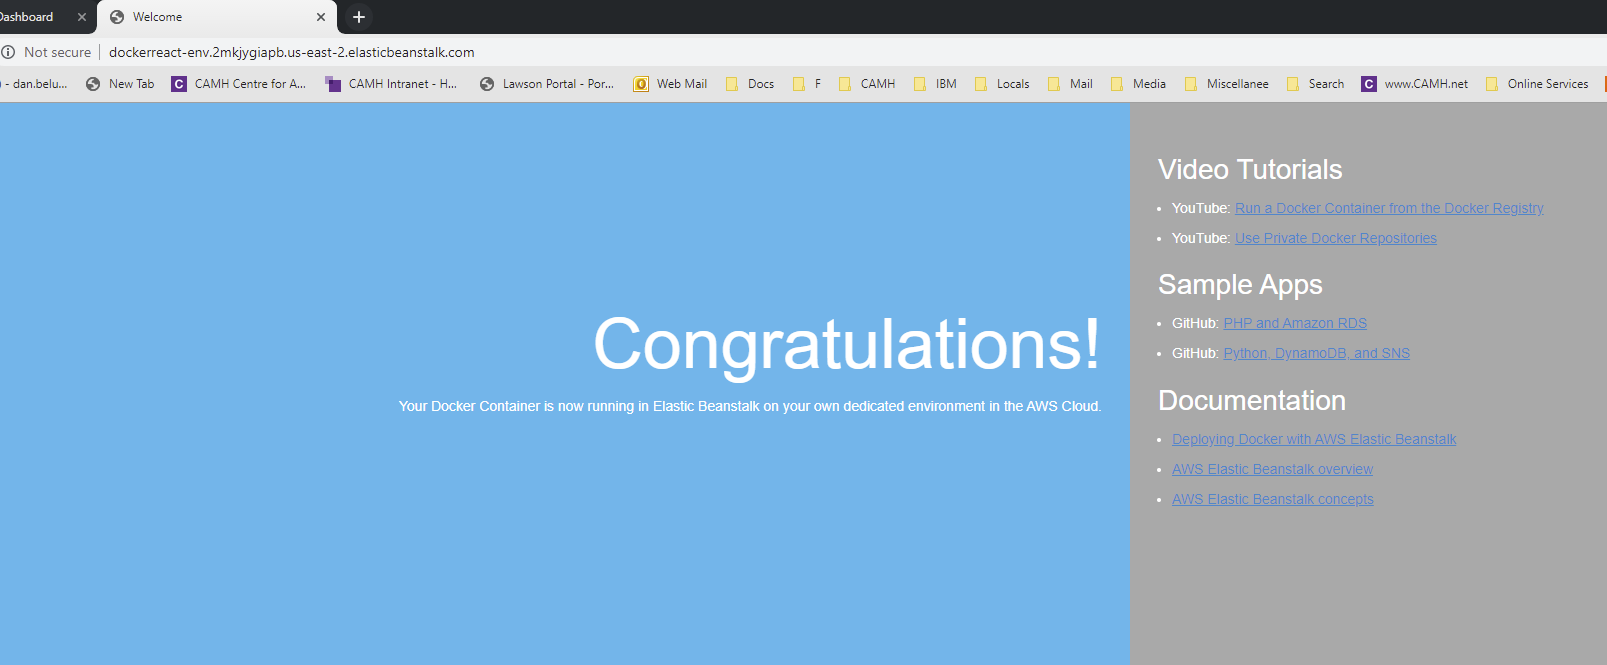 Dashboard
Welcome
Not secure dockerreact-env.2mkjygiapb.us-east-2.elasticbeanstalk.com
- dan.belu... New Tab C CAMH Centre for A... CAMH Intranet - H... Lawson Portal - Por... Web Mail Docs F CAMH IBM Locals Mail Media Miscellanee Search C www.CAMH.net Online Services
Congratulations!
Your Docker Container is now running in Elastic Beanstalk on your own dedicated environment in the AWS Cloud.
Video Tutorials
• YouTube: Run a Docker Container from the Docker Registry
• YouTube: Use Private Docker Repositories
Sample Apps
• GitHub: PHP and Amazon RDS
• GitHub: Python, DynamoDB, and SNS
Documentation
• Deploying Docker with AWS Elastic Beanstalk
• AWS Elastic Beanstalk overview
• AWS Elastic Beanstalk concepts